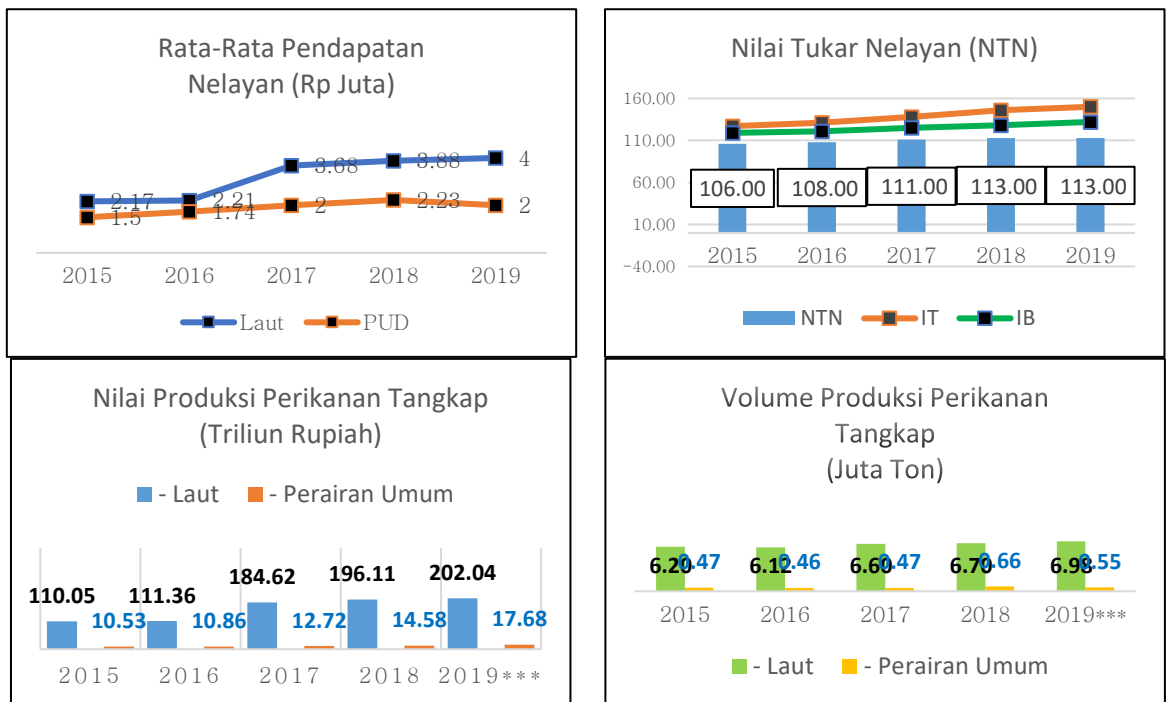 Rata-Rata Pendapatan
Nelayan (Rp Juta)
2.17 2.21 3.68 3.88 4
1.5 1.74 2 2.23 2
2015 2016 2017 2018 2019
Laut PUD
Nilai Tukar Nelayan (NTN)
160.00
110.00
60.00
10.00
-40.00
106.00 108.00 111.00 113.00 113.00
2015 2016 2017 2018 2019
NTN IT IB
Nilai Produksi Perikanan Tangkap
(Triliun Rupiah)
- Laut - Perairan Umum
110.05 10.53 111.36 10.86 184.62 12.72 196.11 14.58 202.04 17.68
2015 2016 2017 2018 2019***
Volume Produksi Perikanan
Tangkap
(Juta Ton)
6.20 0.47 6.12 0.46 6.60 0.47 6.70 0.66 0.55
2015 2016 2017 2018 2019***
- Laut - Perairan Umum